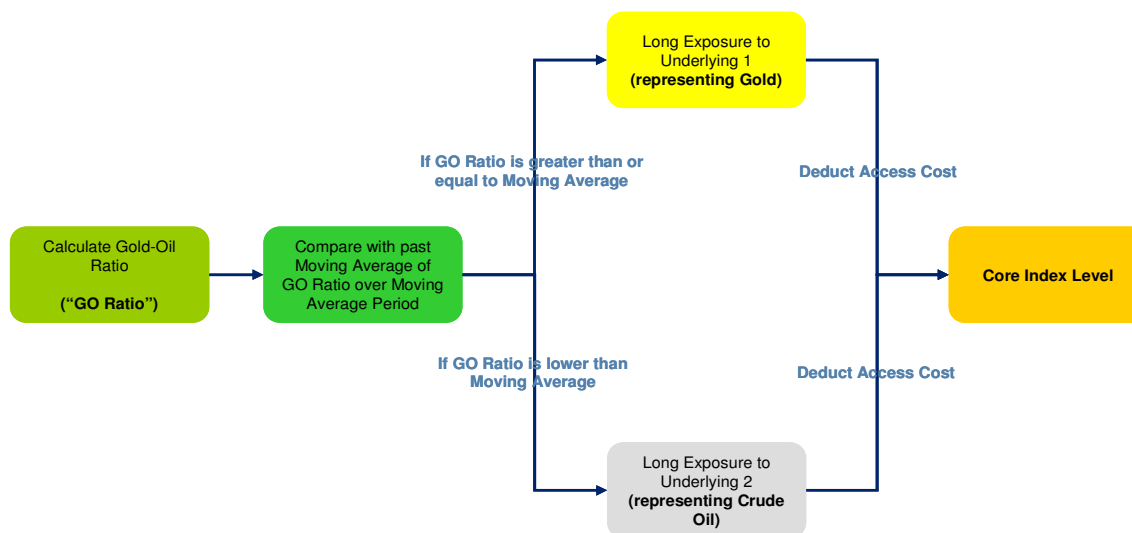 Long Exposure to
Underlying 1
(representing Gold)
If GO Ratio is greater than or
equal to Moving Average
Deduct Access Cost
Calculate Gold-Oil
Ratio
(“GO Ratio”)
Compare with past
Moving Average of
GO Ratio over Moving
Average Period
Core Index Level
If GO Ratio is lower than
Moving Average
Deduct Access Cost
Long Exposure to
Underlying 2
(representing Crude
Oil)